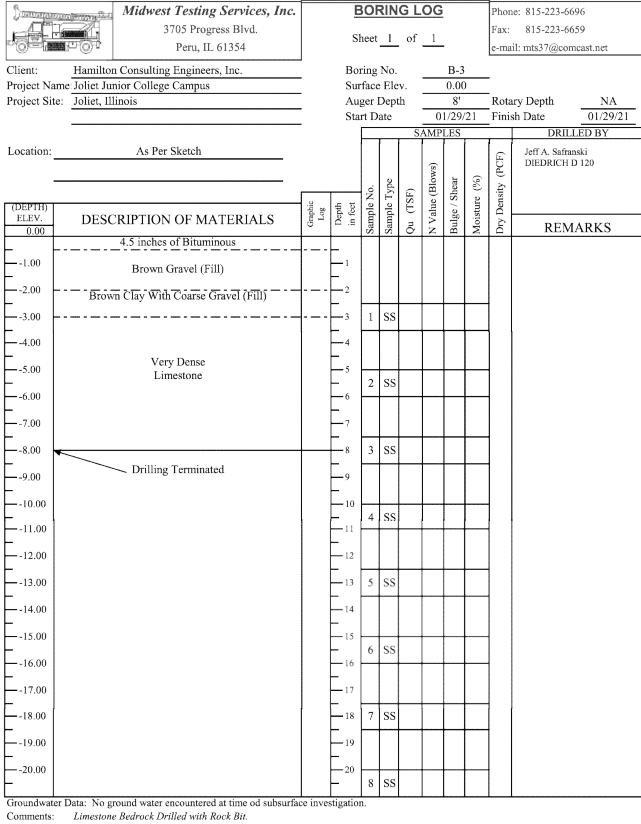 Midwest Testing Services, Inc.
3705 Progress Blvd.
Peru, IL 61354
BORING LOG
Sheet 1 of 1
Phone: 815-223-6696
Fax: 815-223-6659
e-mail: mts37@comcast.net
Client: Hamilton Consulting Engineers, Inc.
Project Name Joliet Junior College Campus
Project Site: Joliet, Illinois
Boring No. B-3
Surface Elev. 0.00
Auger Depth 8' Rotary Depth NA
Start Date 01/29/21 Finish Date 01/29/21
SAMPLES DRILLED BY
Location: As Per Sketch
Jeff A. Safranski
DIEDRICH D 120
(DEPTH)
ELEV.
0.00
DESCRIPTION OF MATERIALS
Graphic
Log
Depth
in feet
Sample No.
Sample Type
Qu (TSF)
N Value (Blows)
Bulge / Shear
Moisture (%)
Dry Density (PCF)
REMARKS
4.5 inches of Bituminous
-1.00 Brown Gravel (Fill) 1
-2.00 2
Brown Clay With Coarse Gravel (Fill)
-3.00 3 1 SS
-4.00 4
Very Dense
-5.00 5
Limestone
2 SS
-6.00 6
-7.00 7
-8.00 8 3 SS
Drilling Terminated
-9.00 9
-10.00 10
4 SS
-11.00 11
-12.00 12
-13.00 13 5 SS
-14.00 14
-15.00 15
6 SS
-16.00 16
-17.00 17
-18.00 18 7 SS
-19.00 19
-20.00 20
8 SS
Groundwater Data: No ground water encountered at time od subsurface investigation.
Comments: Limestone Bedrock Drilled with Rock Bit.